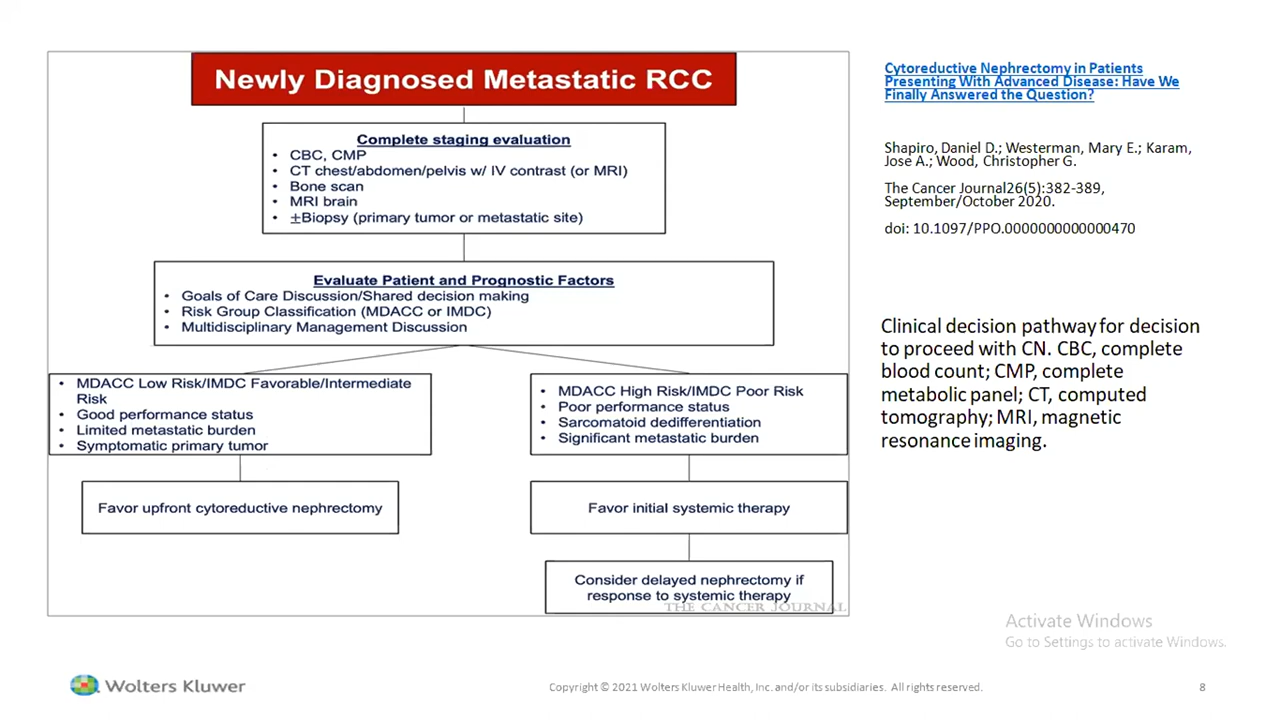 Newly Diagnosed Metastatic RCC
Complete staging evaluation
• CBC, CMP
• CT chest/abdomen/pelvis w/ IV contrast (or MRI)
• Bone scan
• MRI brain
• ±Biopsy (primary tumor or metastatic site)
Evaluate Patient and Prognostic Factors
• Goals of Care Discussion/Shared decision making
• Risk Group Classification (MDACC or IMDC)
• Multidisciplinary Management Discussion
• MDACC Low Risk/IMDC Favorable/Intermediate
Risk
• Good performance status
• Limited metastatic burden
• Symptomatic primary tumor
Favor upfront cytoreductive nephrectomy
• MDACC High Risk/IMDC Poor Risk
• Poor performance status
• Sarcomatoid dedifferentiation
• Significant metastatic burden
Favor initial systemic therapy
Consider delayed nephrectomy if
response to systemic therapy
THE CANCER JOURNAL
Cytoreductive Nephrectomy in Patients
Presenting With Advanced Disease: Have We
Finally Answered the Question?
Shapiro, Daniel D.; Westerman, Mary E.; Karam,
Jose A.; Wood, Christopher G.
The Cancer Journal26(5):382-389,
September/October 2020.
doi: 10.1097/PPO.0000000000000470
Clinical decision pathway for decision
to proceed with CN. CBC, complete
blood count; CMP, complete
metabolic panel; CT, computed
tomography; MRI, magnetic
resonance imaging.
Activate Windows
Go to Settings to activate Windows.
Wolters Kluwer
Copyright © 2021 Wolters Kluwer Health, Inc. and/or its subsidiaries. All rights reserved.
8